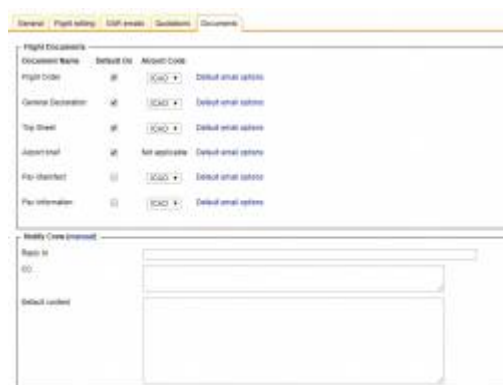 General Flight editing CAR emails Quotations Documents
Flight Documents
Document Name Default On Airport Code
Flight Order ICAO Default email options
General Declaration ICAO Default email options
Trip Sheet ICAO Default email options
Airport brief Not applicable Default email options
Pax Manifest ICAO Default email options
Pax Information ICAO Default email options
Notify Crew (manual)
Reply to
CC
Default content